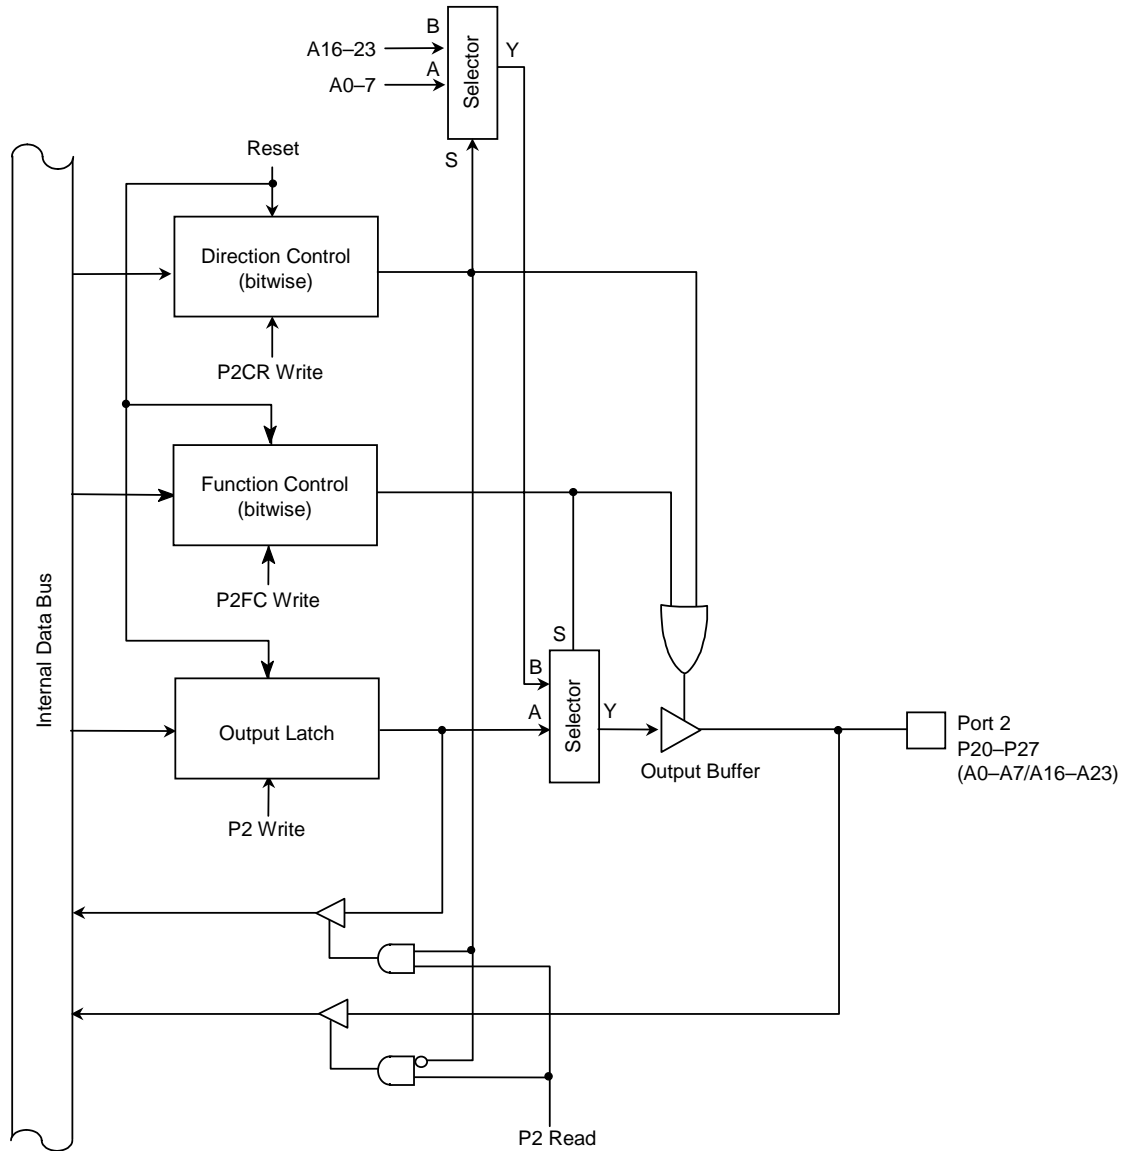 B
A16–23
Y
A
A0–7
Selector
S
Reset
Direction Control
(bitwise)
P2CR Write
Function Control
(bitwise)
P2FC Write
Internal Data Bus
S
B
A
Selector
Y
Output Latch
Output Buffer
Port 2
P20–P27
(A0–A7/A16–A23)
P2 Write
P2 Read